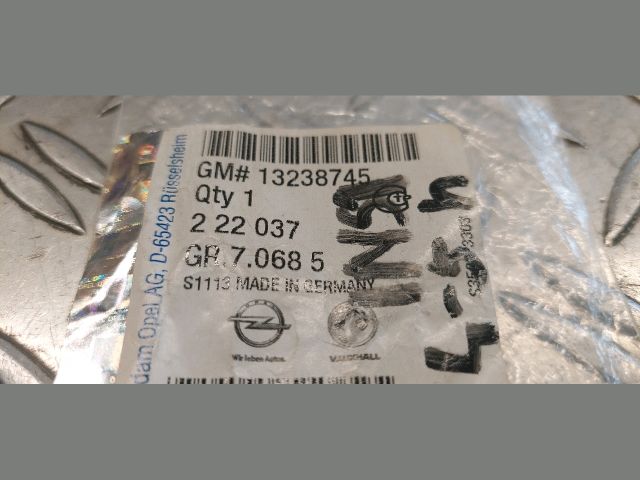 GM# 13238745
Qty 1
2 22 037
GR.7.068 5
S1113 MADE IN GERMANY
Wir leben Autos.
VAUXHALL
dam Opel AG, D-65423 Rüsselsheim